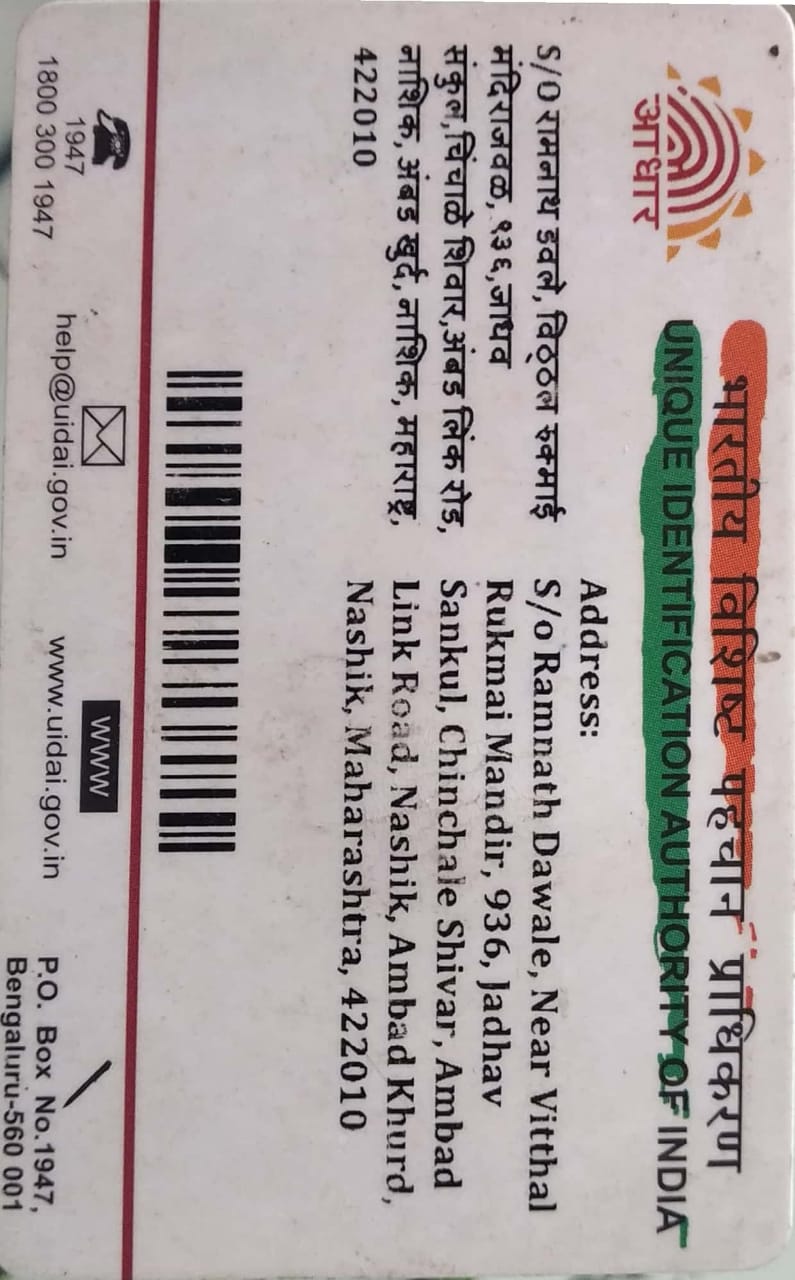 भारतीय विशिष्ट पहचान प्राधिकरण
UNIQUE IDENTIFICATION AUTHORITY OF INDIA
आधार
S/O रामनाथ डवले, विठ्ठल रुक्माई
मंदिराजवळ, ९३६,जाधव
संकुल,चिंचाळे शिवार,अंबड लिंक रोड,
नाशिक, अंबड खुर्द, नाशिक, महाराष्ट्र,
422010
Address:
S/o Ramnath Dawale, Near Vitthal
Rukmai Mandir, 936, Jadhav
Sankul, Chinchale Shivar, Ambad
Link Road, Nashik, Ambad Khurd,
Nashik, Maharashtra, 422010
1947
1800 300 1947
help@uidai.gov.in
WWW
www.uidai.gov.in
P.O. Box No.1947,
Bengaluru-560 001